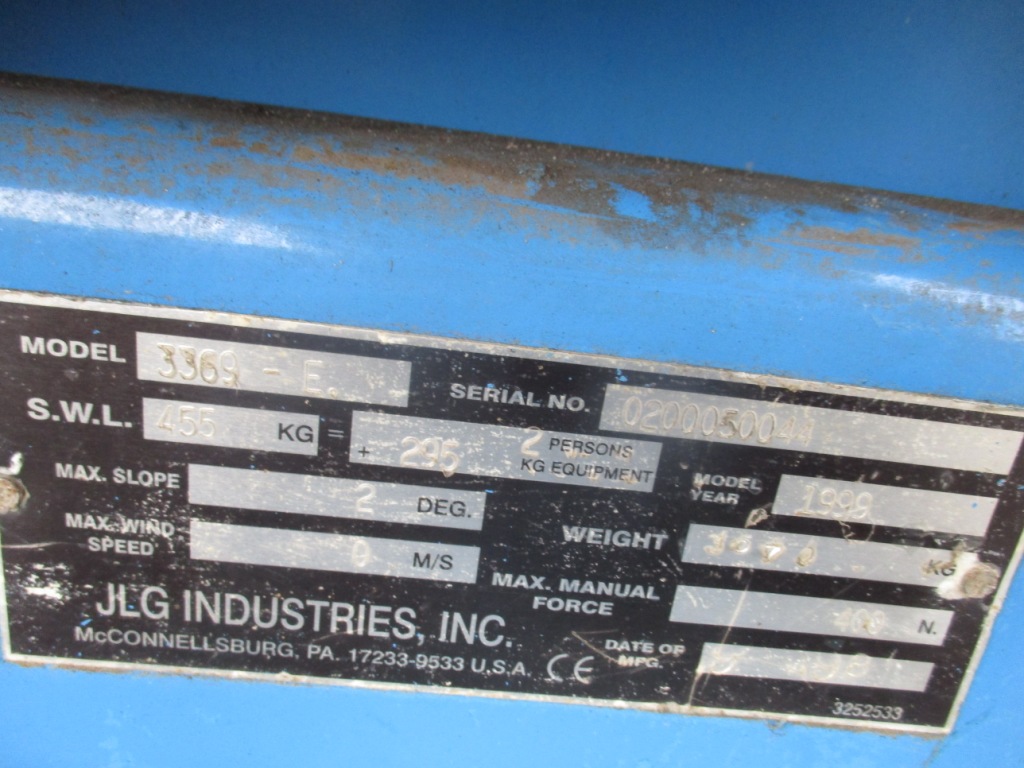 MODEL 3369 - E.
SERIAL NO. 0200050044
S.W.L. 455 KG = 2 PERSONS
+ 295 KG EQUIPMENT
MAX. SLOPE 2 DEG.
MODEL YEAR 1999
MAX. WIND SPEED 0 M/S
WEIGHT KG
MAX. MANUAL FORCE 400 N.
JLG INDUSTRIES, INC.
McCONNELLSBURG, PA. 17233-9533 U.S.A.
CE
DATE OF MFG.
3252533